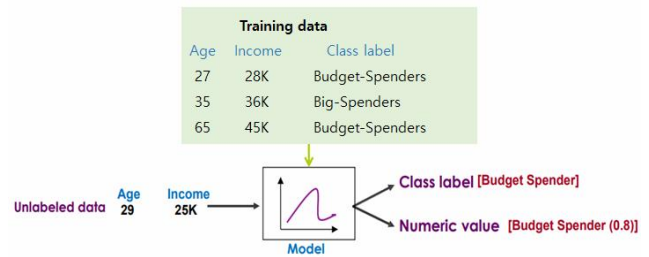 Training data
Age Income Class label
27 28K Budget-Spenders
35 36K Big-Spenders
65 45K Budget-Spenders
Age Income
Unlabeled data 29 25K
Class label [Budget Spender]
Numeric value [Budget Spender (0.8)]
Model